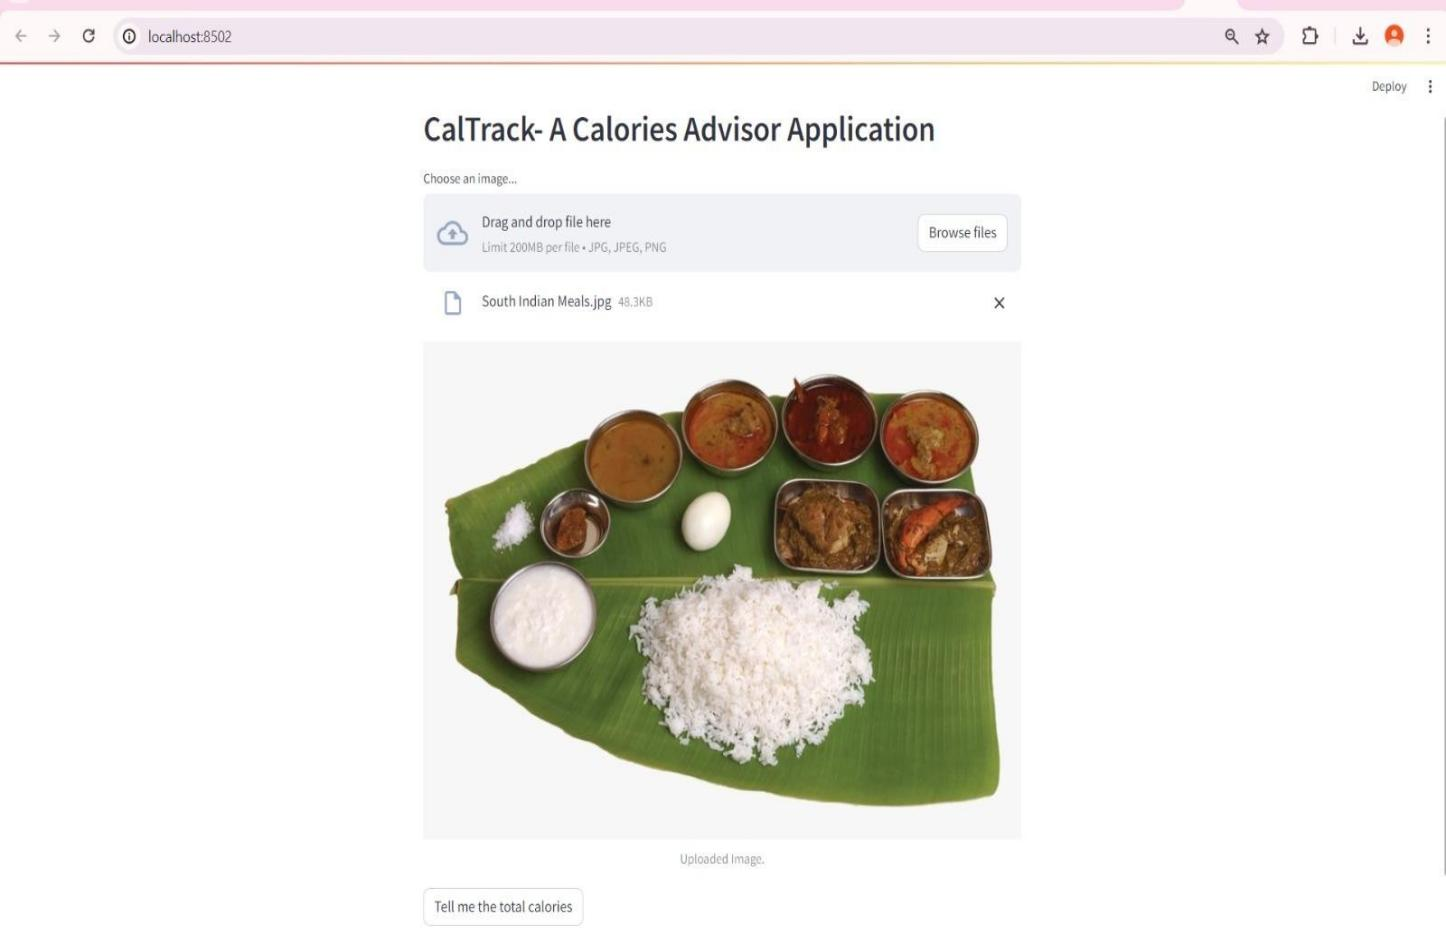 localhost:8502
Deploy
CalTrack- A Calories Advisor Application
Choose an image...
Drag and drop file here
Limit 200MB per file • JPG, JPEG, PNG
Browse files
South Indian Meals.jpg 48.3KB
Uploaded Image.
Tell me the total calories